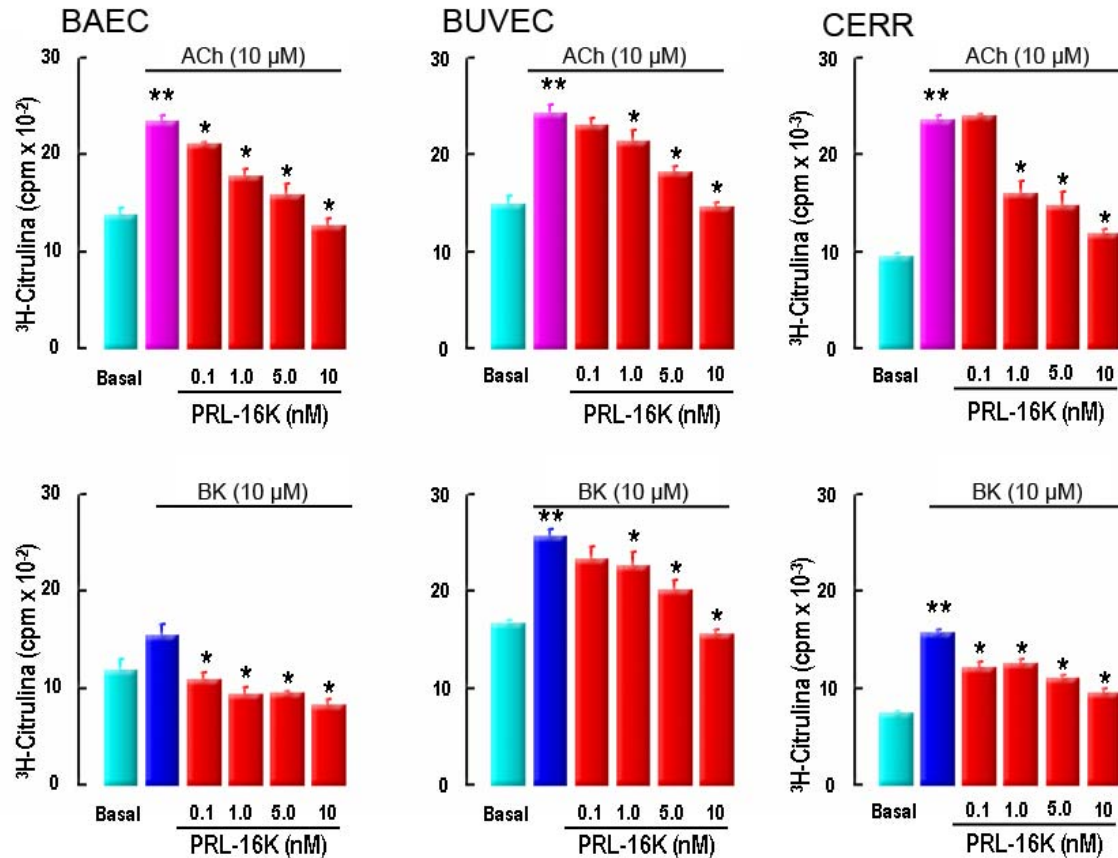 BAEC
ACh (10 µM)
30
20
10
0
³H-Citrulina (cpm x 10⁻²)
**
*
*
*
*
Basal
0.1 1.0 5.0 10
PRL-16K (nM)
BUVEC
ACh (10 µM)
30
20
10
0
**
*
*
*
Basal
0.1 1.0 5.0 10
PRL-16K (nM)
CERR
ACh (10 µM)
30
20
10
0
³H-Citrulina (cpm x 10⁻³)
**
*
*
*
Basal
0.1 1.0 5.0 10
PRL-16K (nM)
BK (10 µM)
30
20
10
0
³H-Citrulina (cpm x 10⁻²)
*
*
*
*
Basal
0.1 1.0 5.0 10
PRL-16K (nM)
BK (10 µM)
30
20
10
0
**
*
*
*
Basal
0.1 1.0 5.0 10
PRL-16K (nM)
BK (10 µM)
30
20
10
0
³H-Citrulina (cpm x 10⁻³)
**
*
*
*
*
Basal
0.1 1.0 5.0 10
PRL-16K (nM)